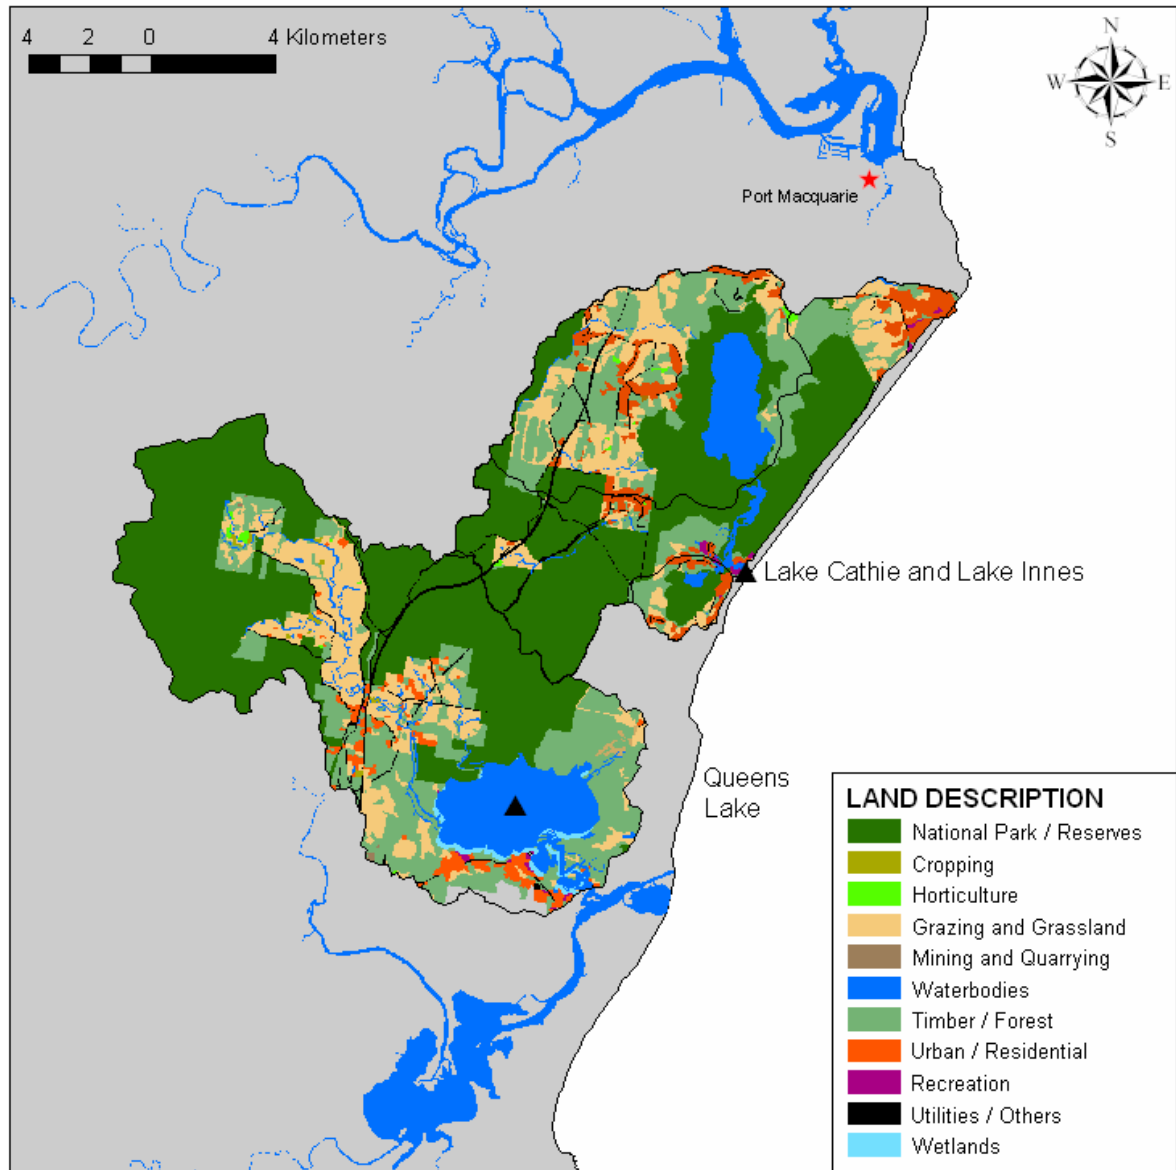 4 2 0 4 Kilometers
N
W E
S
Port Macquarie
Lake Cathie and Lake Innes
Queens
Lake
LAND DESCRIPTION
National Park / Reserves
Cropping
Horticulture
Grazing and Grassland
Mining and Quarrying
Waterbodies
Timber / Forest
Urban / Residential
Recreation
Utilities / Others
Wetlands